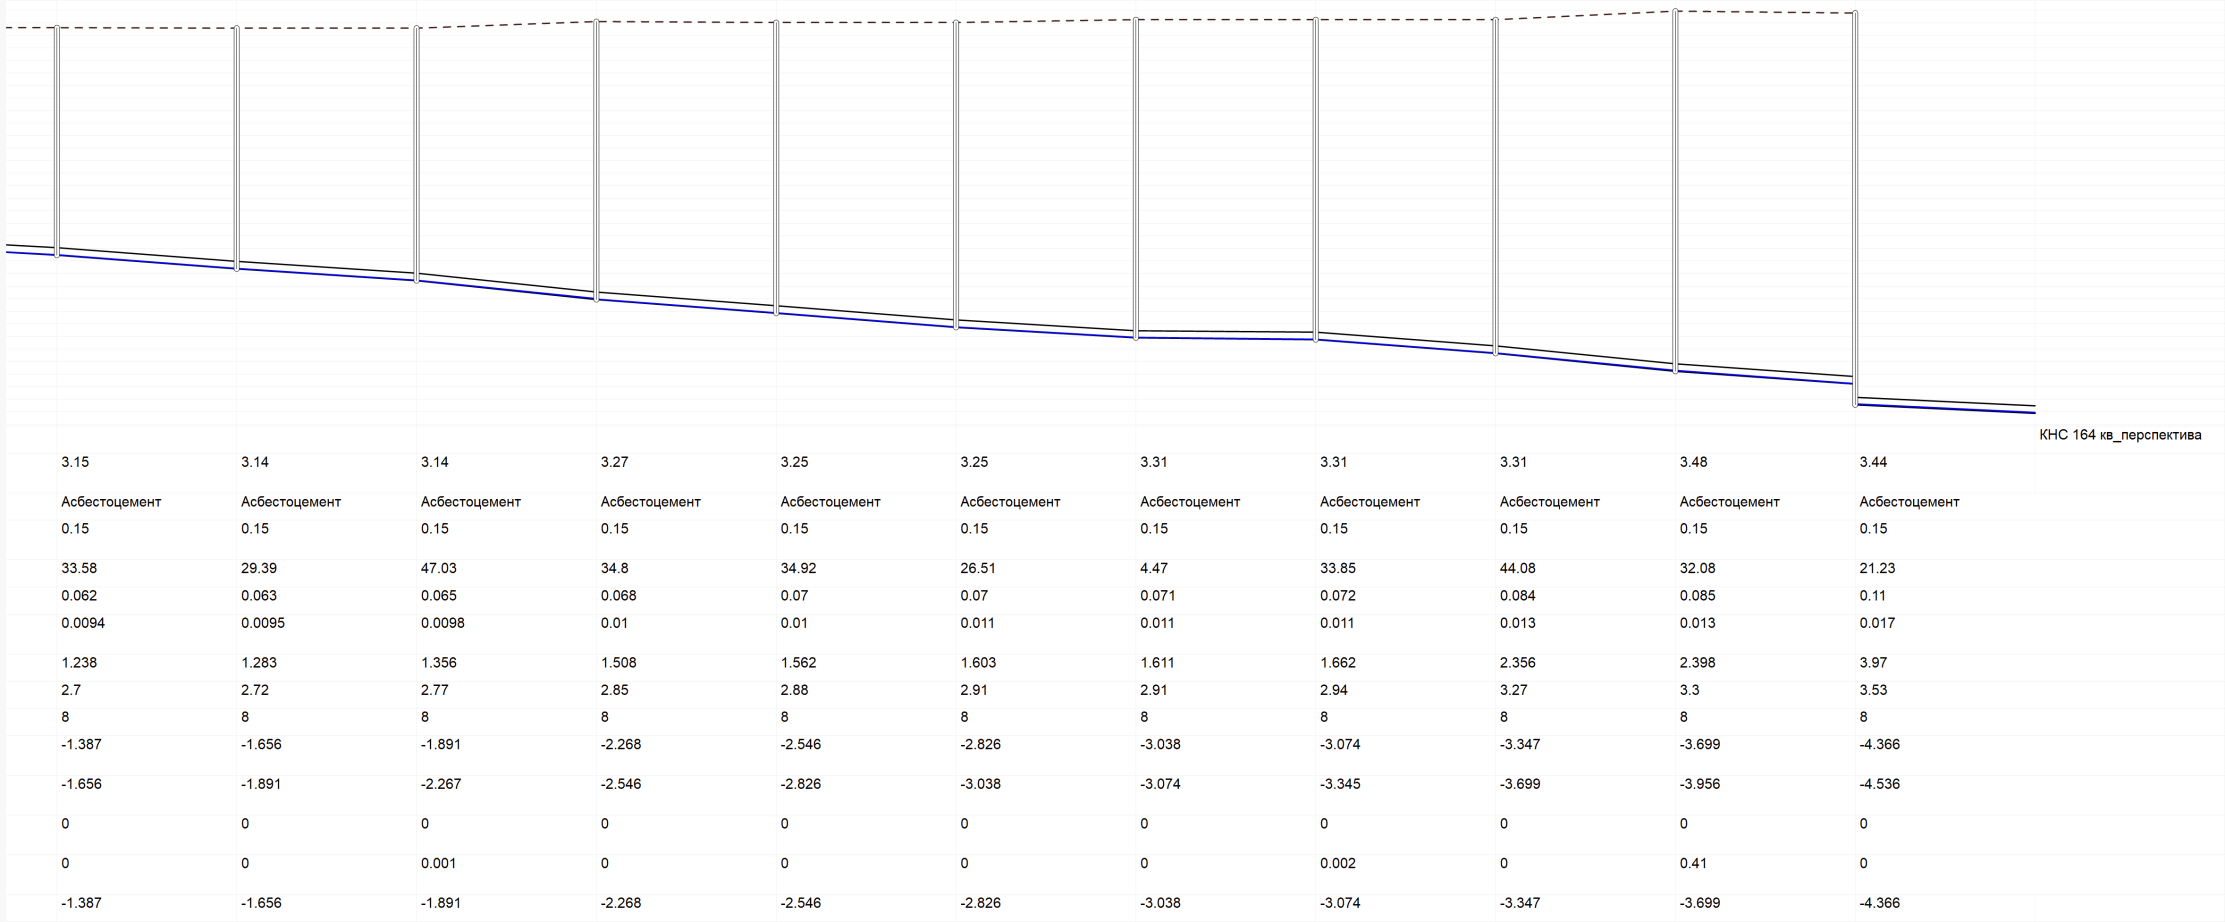 КНС 164 кв_перспектива
3.15 3.14 3.14 3.27 3.25 3.25 3.31 3.31 3.31 3.48 3.44
Асбестоцемент Асбестоцемент Асбестоцемент Асбестоцемент Асбестоцемент Асбестоцемент Асбестоцемент Асбестоцемент Асбестоцемент Асбестоцемент Асбестоцемент
0.15 0.15 0.15 0.15 0.15 0.15 0.15 0.15 0.15 0.15 0.15
33.58 29.39 47.03 34.8 34.92 26.51 4.47 33.85 44.08 32.08 21.23
0.062 0.063 0.065 0.068 0.07 0.07 0.071 0.072 0.084 0.085 0.11
0.0094 0.0095 0.0098 0.01 0.01 0.011 0.011 0.011 0.013 0.013 0.017
1.238 1.283 1.356 1.508 1.562 1.603 1.611 1.662 2.356 2.398 3.97
2.7 2.72 2.77 2.85 2.88 2.91 2.91 2.94 3.27 3.3 3.53
8 8 8 8 8 8 8 8 8 8 8
-1.387 -1.656 -1.891 -2.268 -2.546 -2.826 -3.038 -3.074 -3.347 -3.699 -4.366
-1.656 -1.891 -2.267 -2.546 -2.826 -3.038 -3.074 -3.345 -3.699 -3.956 -4.536
0 0 0 0 0 0 0 0 0 0 0
0 0 0.001 0 0 0 0 0.002 0 0.41 0
-1.387 -1.656 -1.891 -2.268 -2.546 -2.826 -3.038 -3.074 -3.347 -3.699 -4.366